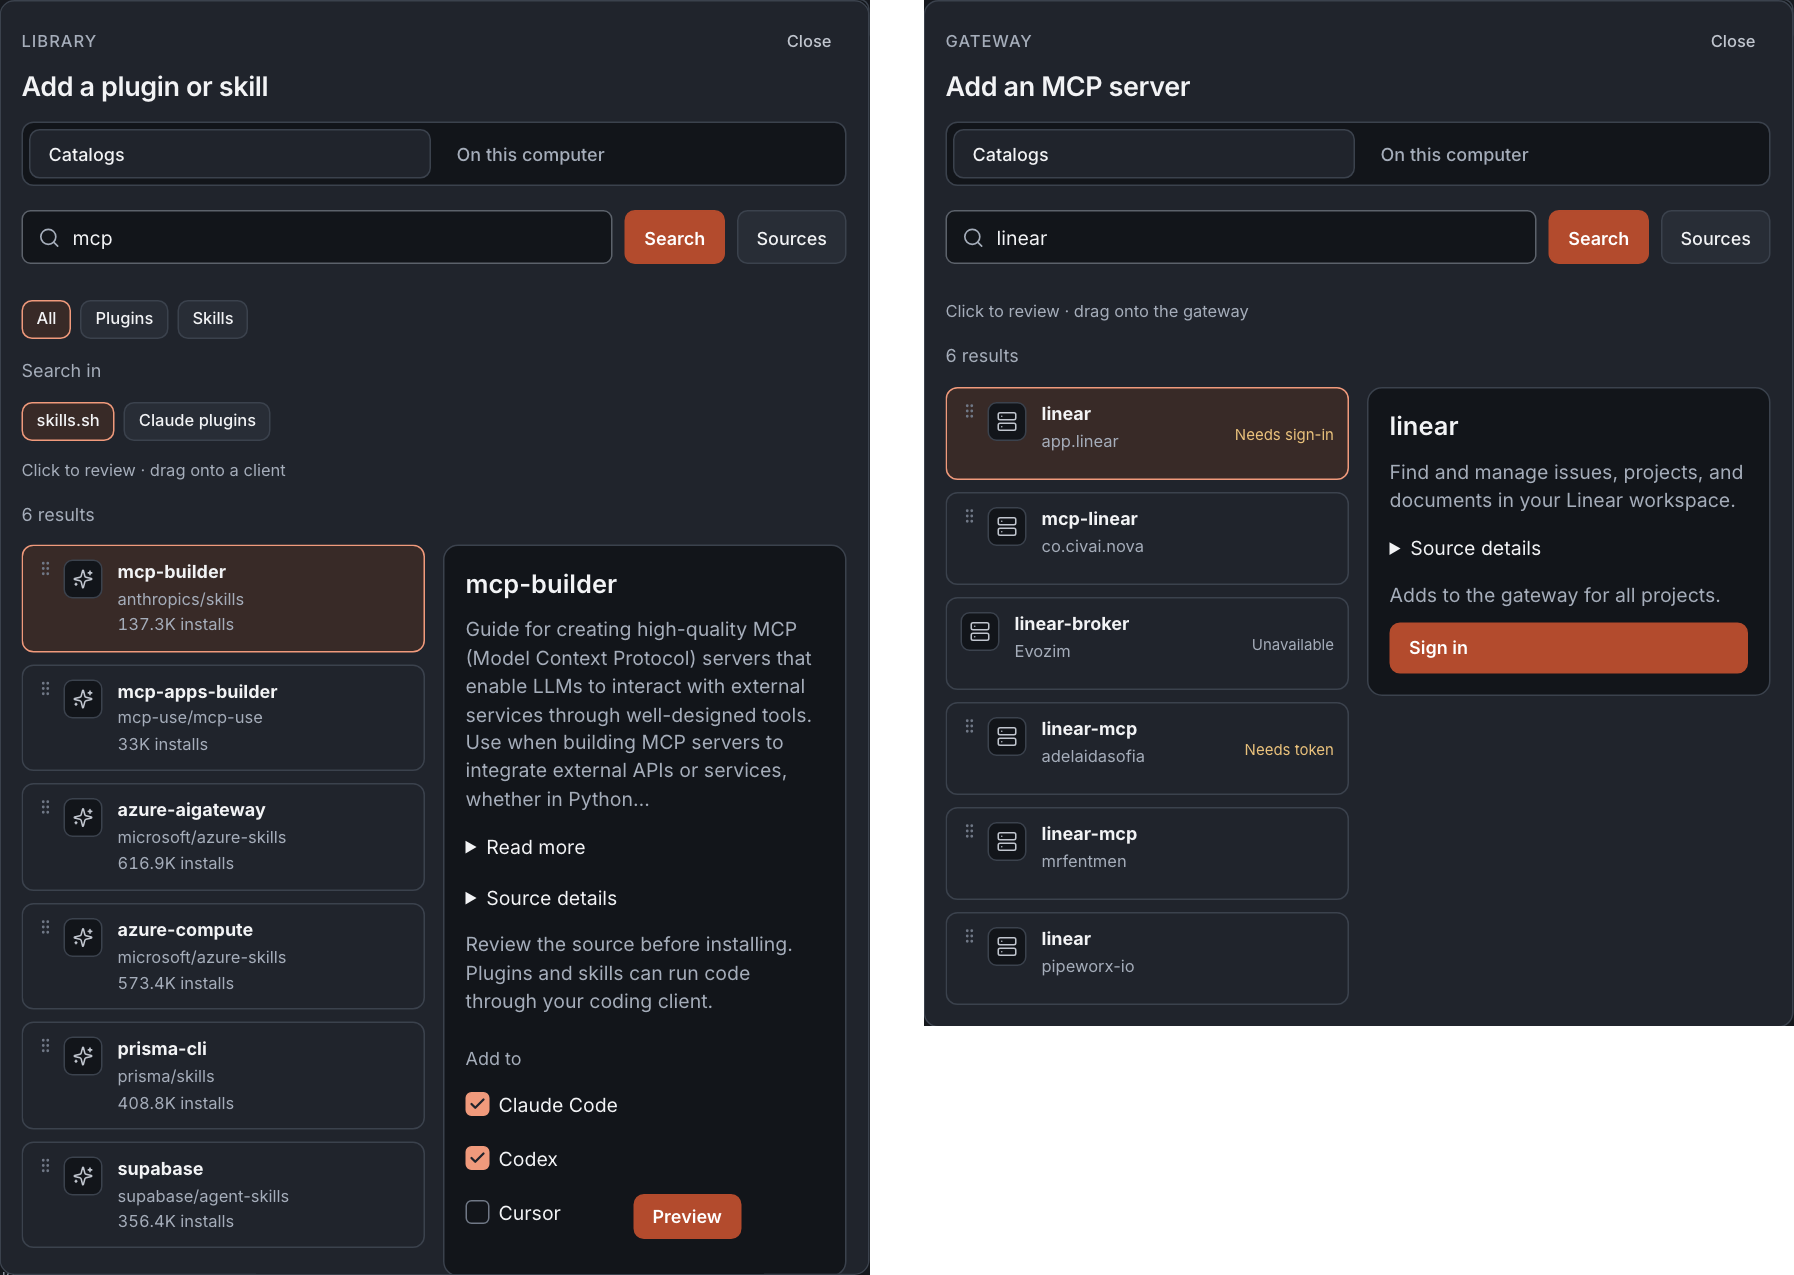 LIBRARY
Close
Add a plugin or skill
Catalogs
On this computer
mcp
Search
Sources
All
Plugins
Skills
Search in
skills.sh
Claude plugins
Click to review · drag onto a client
6 results
mcp-builder
anthropics/skills
137.3K installs
mcp-apps-builder
mcp-use/mcp-use
33K installs
azure-aigateway
microsoft/azure-skills
616.9K installs
azure-compute
microsoft/azure-skills
573.4K installs
prisma-cli
prisma/skills
408.8K installs
supabase
supabase/agent-skills
356.4K installs
mcp-builder
Guide for creating high-quality MCP
(Model Context Protocol) servers that
enable LLMs to interact with external
services through well-designed tools.
Use when building MCP servers to
integrate external APIs or services,
whether in Python...
Read more
Source details
Review the source before installing.
Plugins and skills can run code
through your coding client.
Add to
Claude Code
Codex
Cursor
Preview
GATEWAY
Close
Add an MCP server
Catalogs
On this computer
linear
Search
Sources
Click to review · drag onto the gateway
6 results
linear
app.linear
Needs sign-in
mcp-linear
co.civai.nova
linear-broker
Evozim
Unavailable
linear-mcp
adelaidasofia
Needs token
linear-mcp
mrfentmen
linear
pipeworx-io
linear
Find and manage issues, projects, and
documents in your Linear workspace.
Source details
Adds to the gateway for all projects.
Sign in